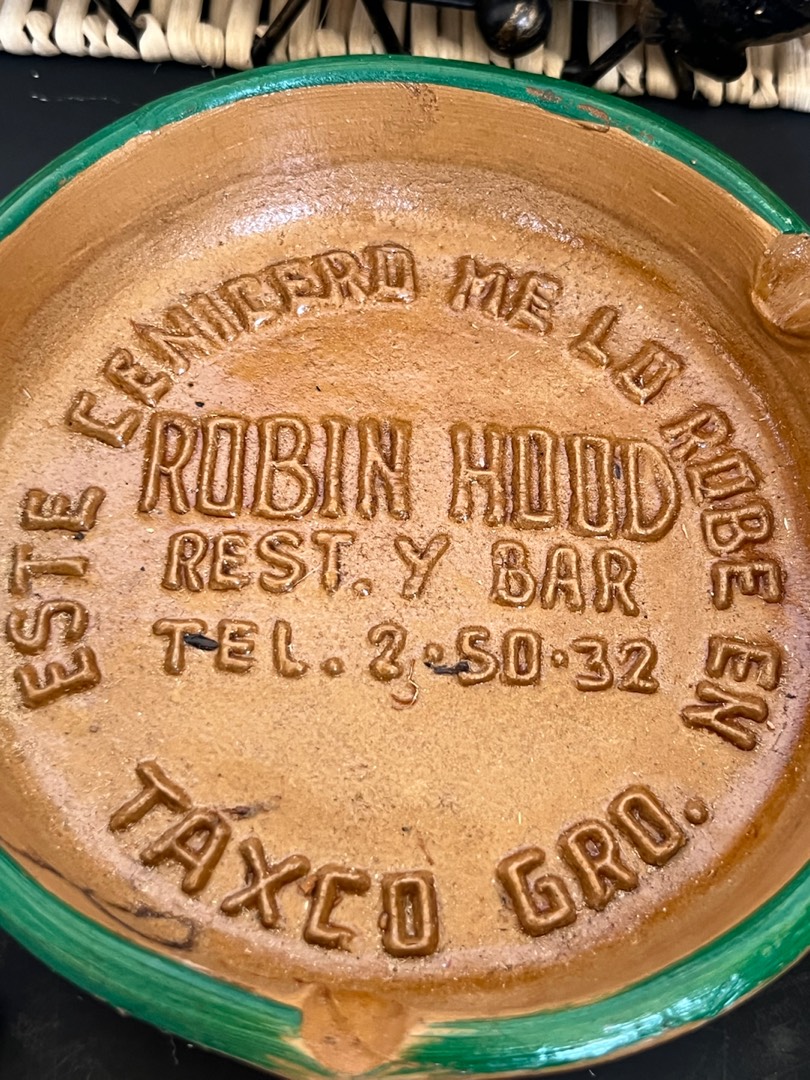 ESTE CENICERO ME LO ROBE EN
ROBIN HOOD
REST. Y BAR
TEL. 2·50·32
TAXCO GRO.